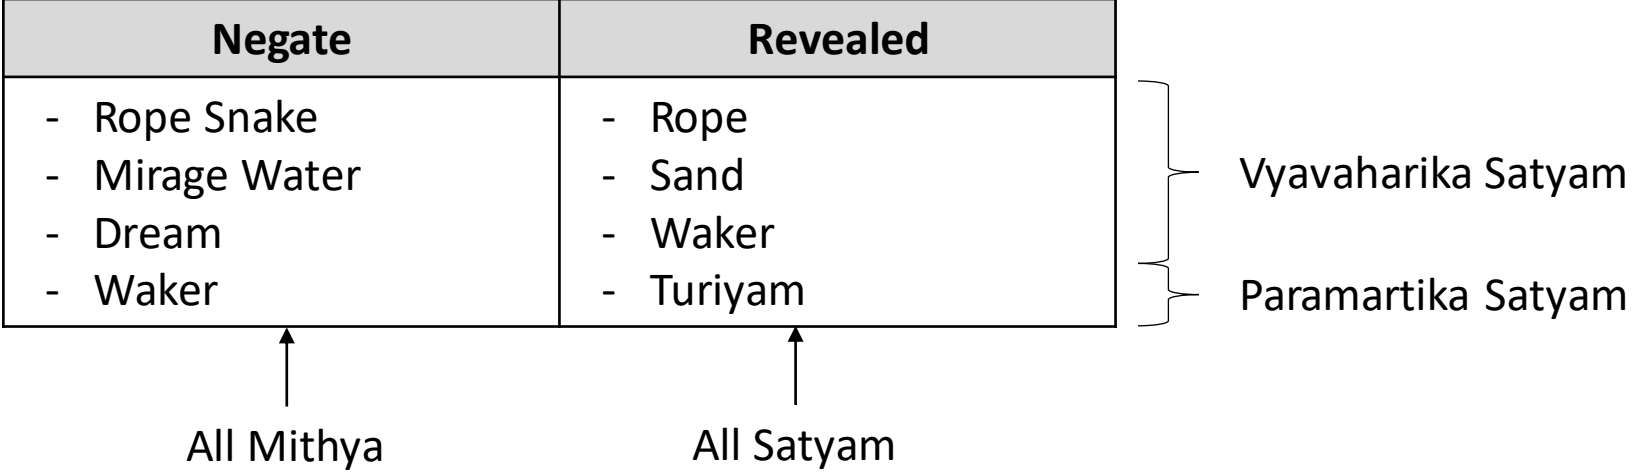 Negate Revealed
- Rope Snake - Rope
- Mirage Water - Sand
- Dream - Waker
- Waker - Turiyam
Vyavaharika Satyam
Paramartika Satyam
All Mithya All Satyam